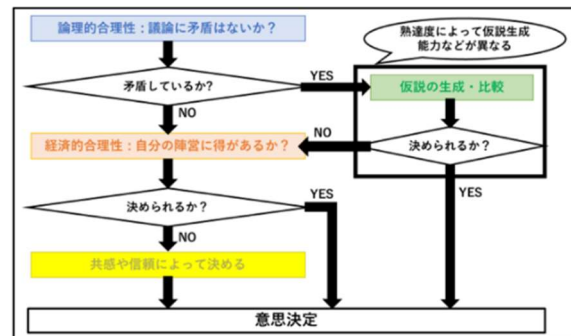 論理的合理性：議論に矛盾はないか？
熟達度によって仮説生成
能力などが異なる
矛盾しているか?
YES
仮説の生成・比較
NO
経済的合理性：自分の陣営に得があるか？
NO
決められるか？
YES
決められるか？
YES
NO
共感や信頼によって決める
意思決定